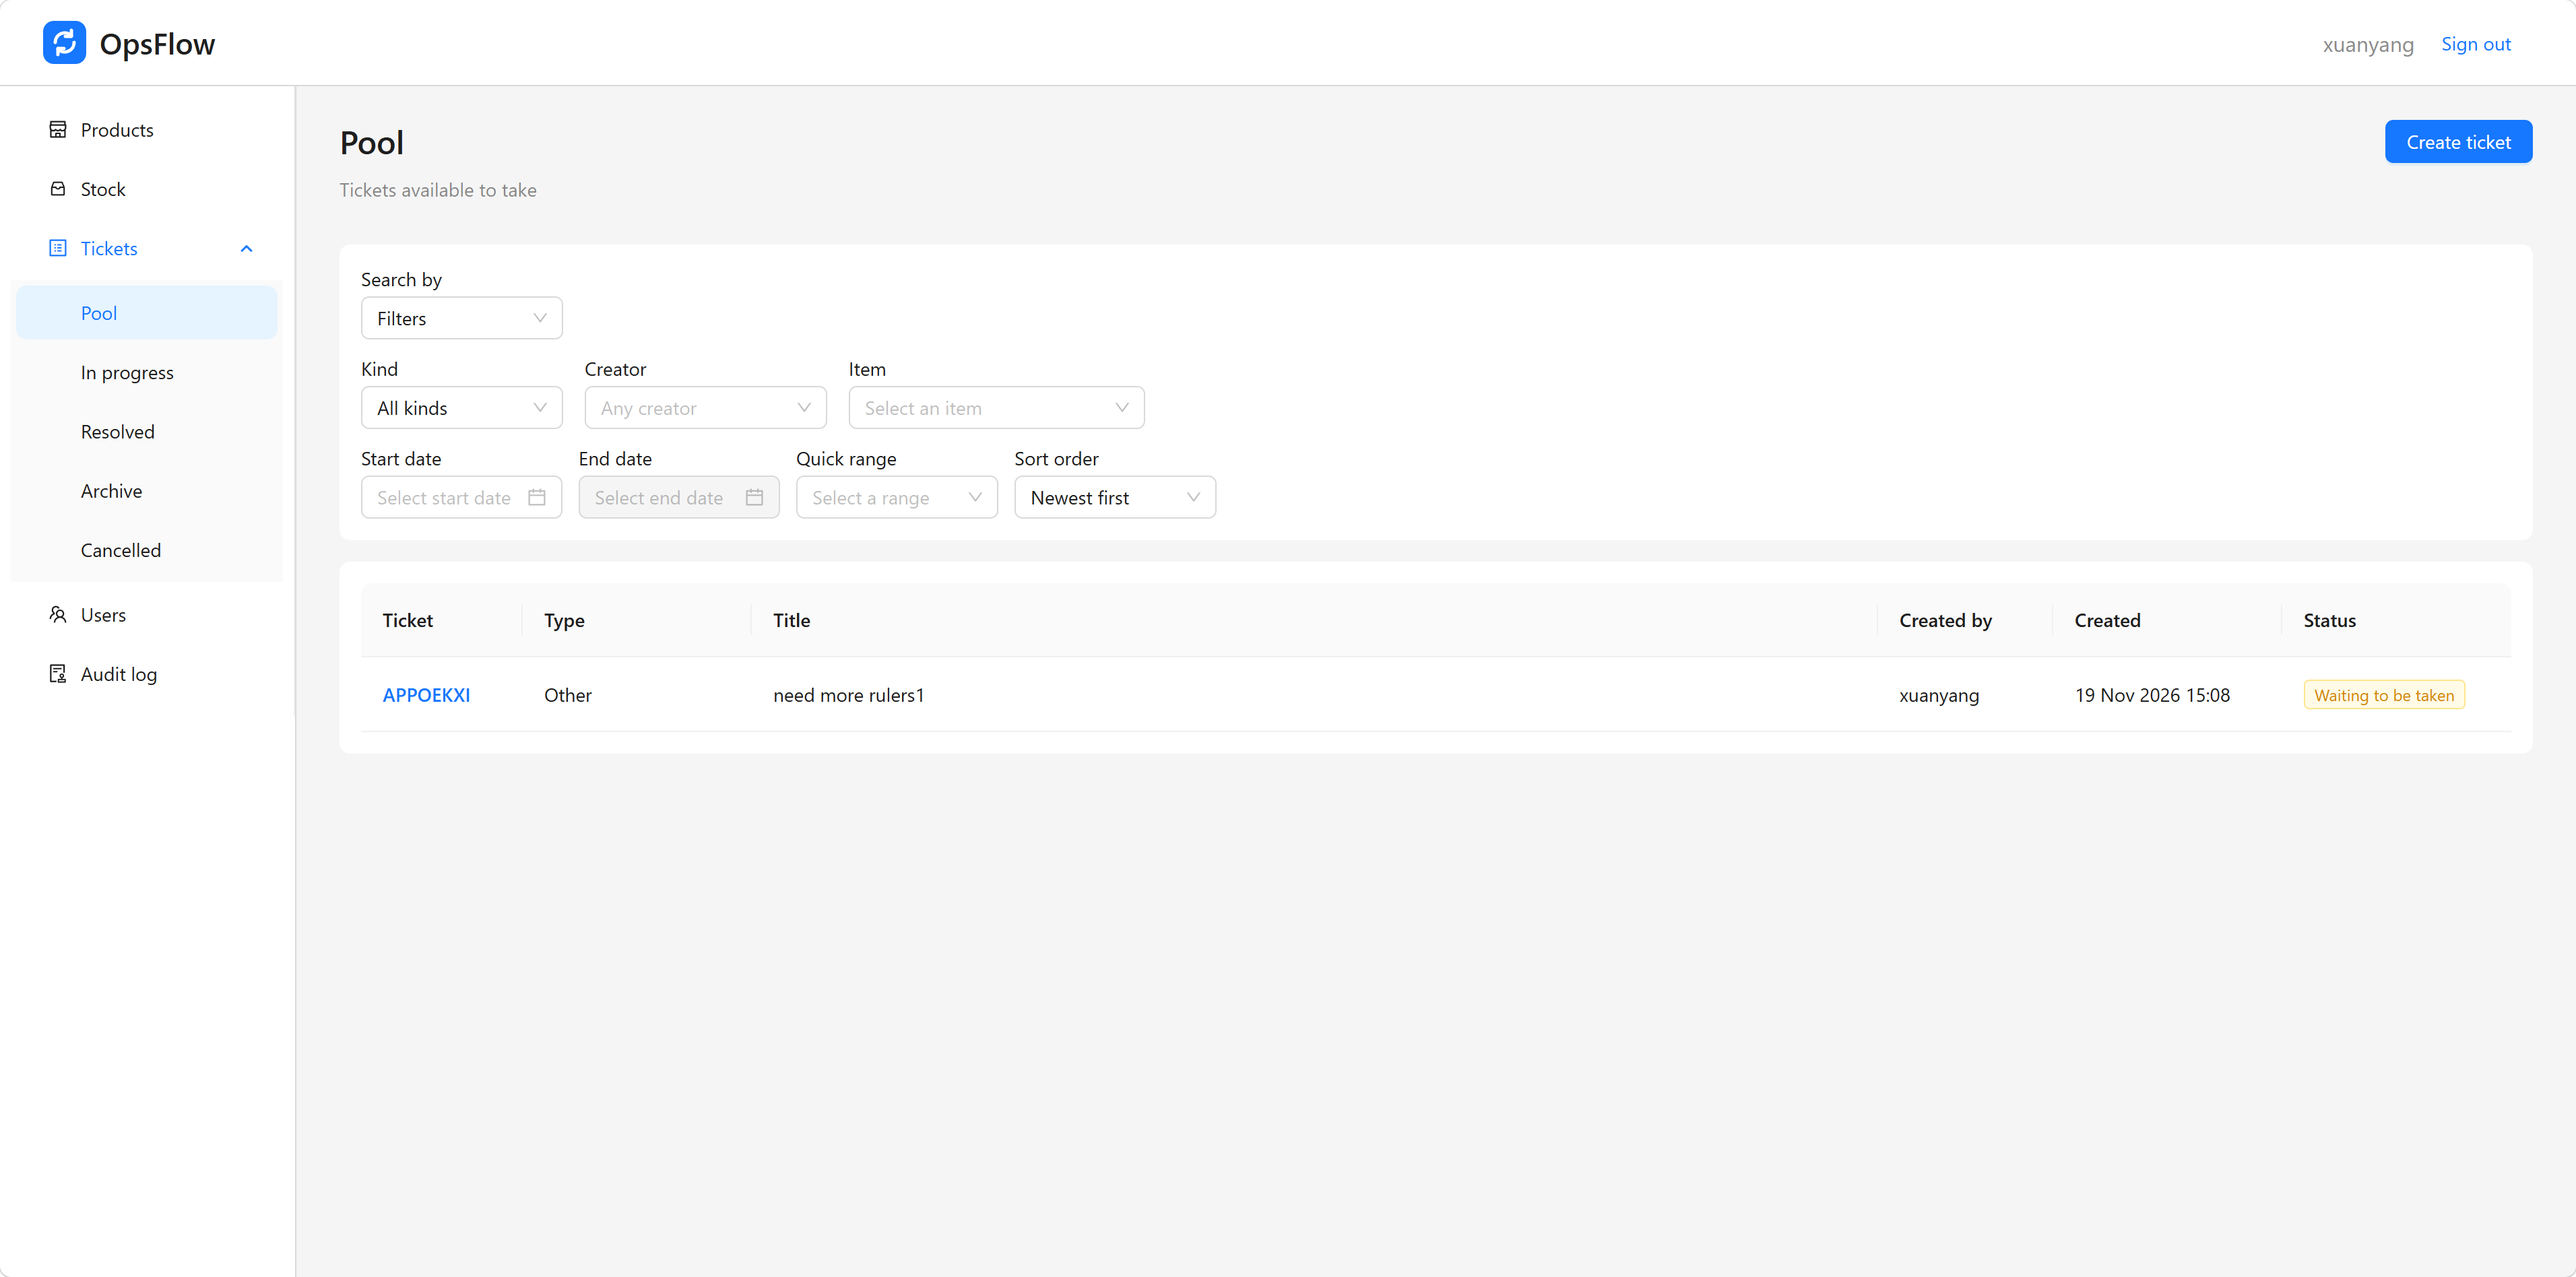 OpsFlow
xuanyang Sign out
Products
Stock
Tickets
Pool
In progress
Resolved
Archive
Cancelled
Users
Audit log
Pool
Create ticket
Tickets available to take
Search by
Filters
Kind Creator Item
All kinds Any creator Select an item
Start date End date Quick range Sort order
Select start date Select end date Select a range Newest first
Ticket Type Title Created by Created Status
APPOEKXI Other need more rulers1 xuanyang 19 Nov 2026 15:08 Waiting to be taken